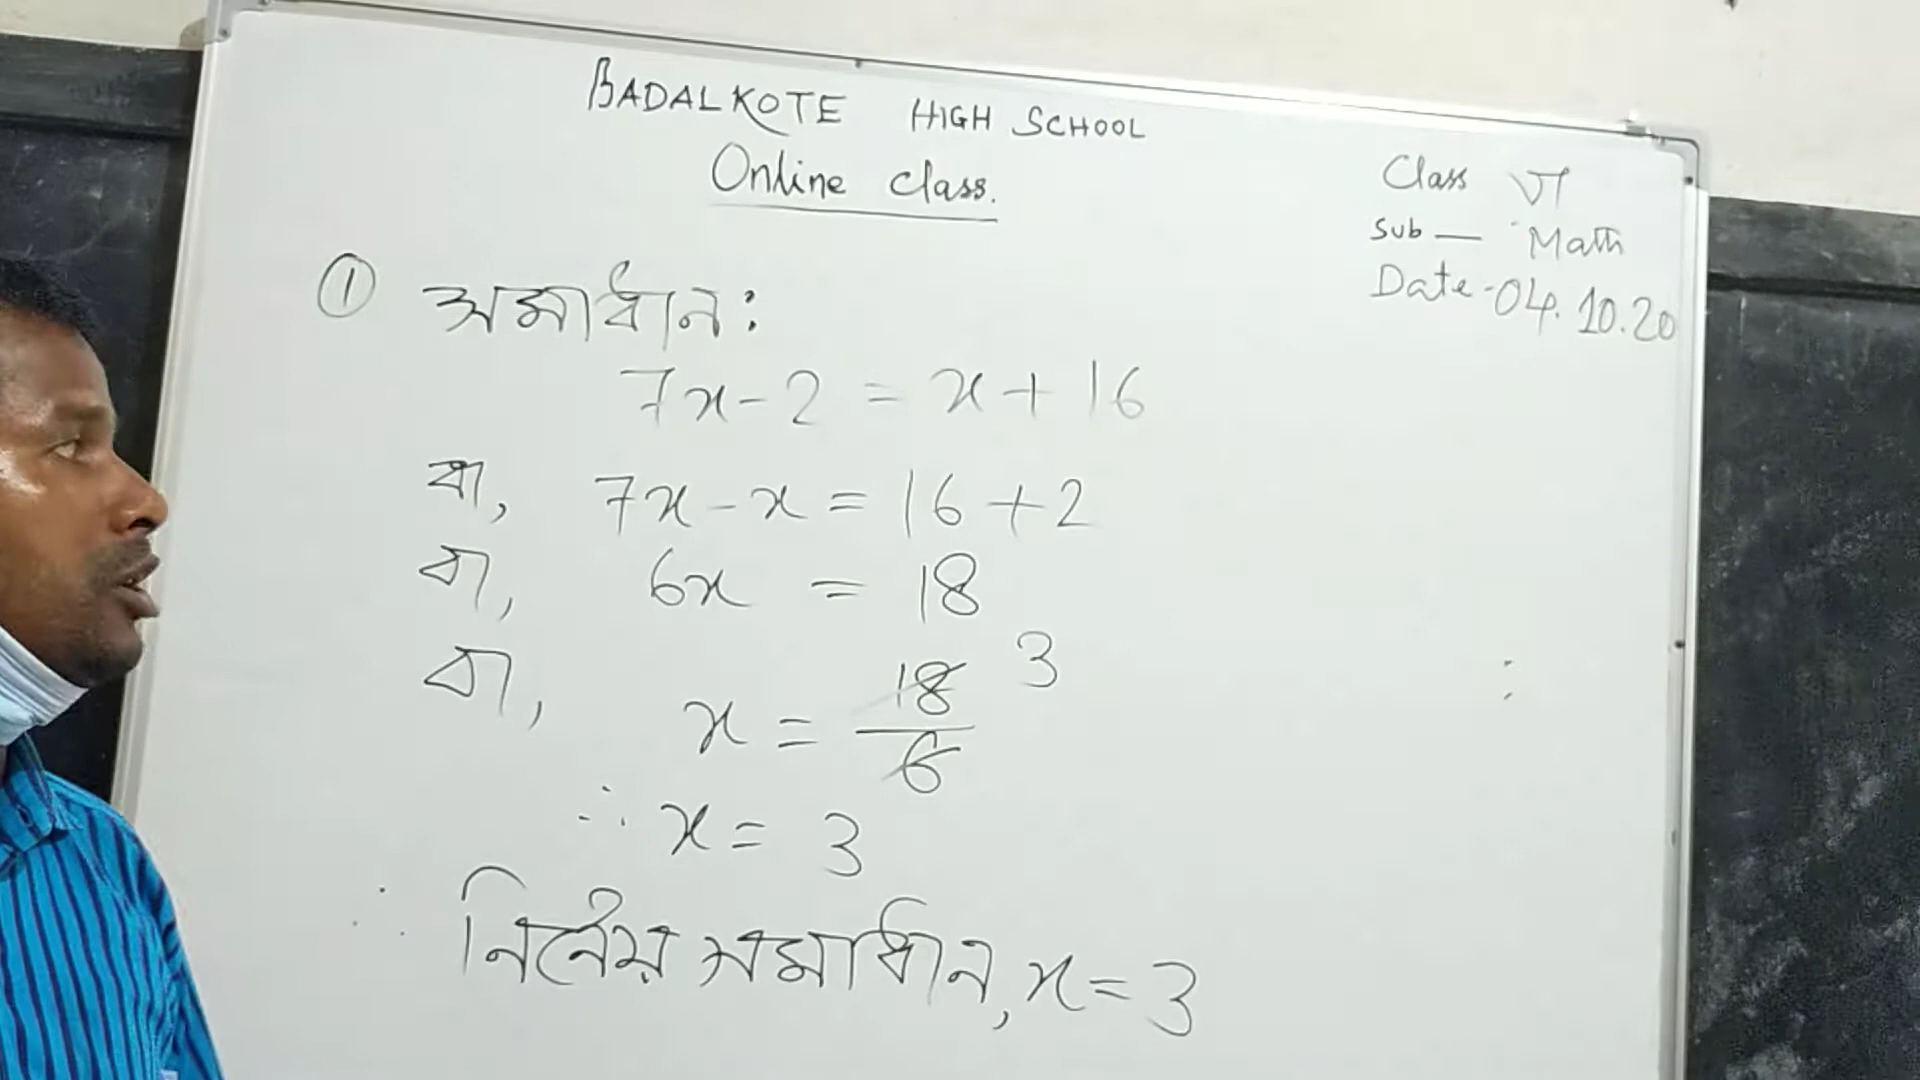 BADALKOTE HIGH SCHOOL
Online class.
Class VI
Sub — Math
Date-04.10.20
① সমাধান:
7x-2 = x+16
বা, 7x-x = 16+2
বা, 6x = 18
বা, x = 18/6 3
∴ x = 3
∴ নির্নেয় সমাধান, x=3